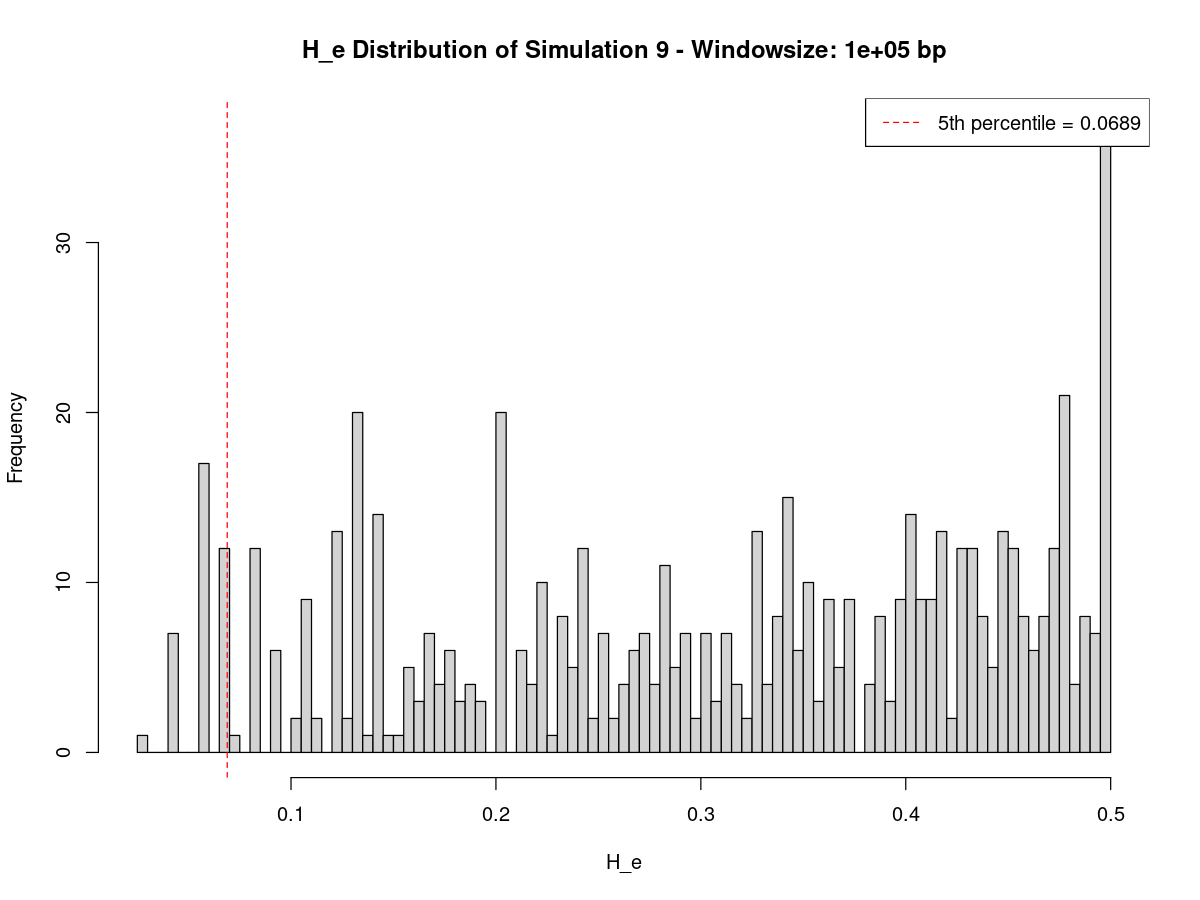 H_e Distribution of Simulation 9 - Windowsize: 1e+05 bp
5th percentile = 0.0689
Frequency
30
20
10
0
0.1 0.2 0.3 0.4 0.5
H_e